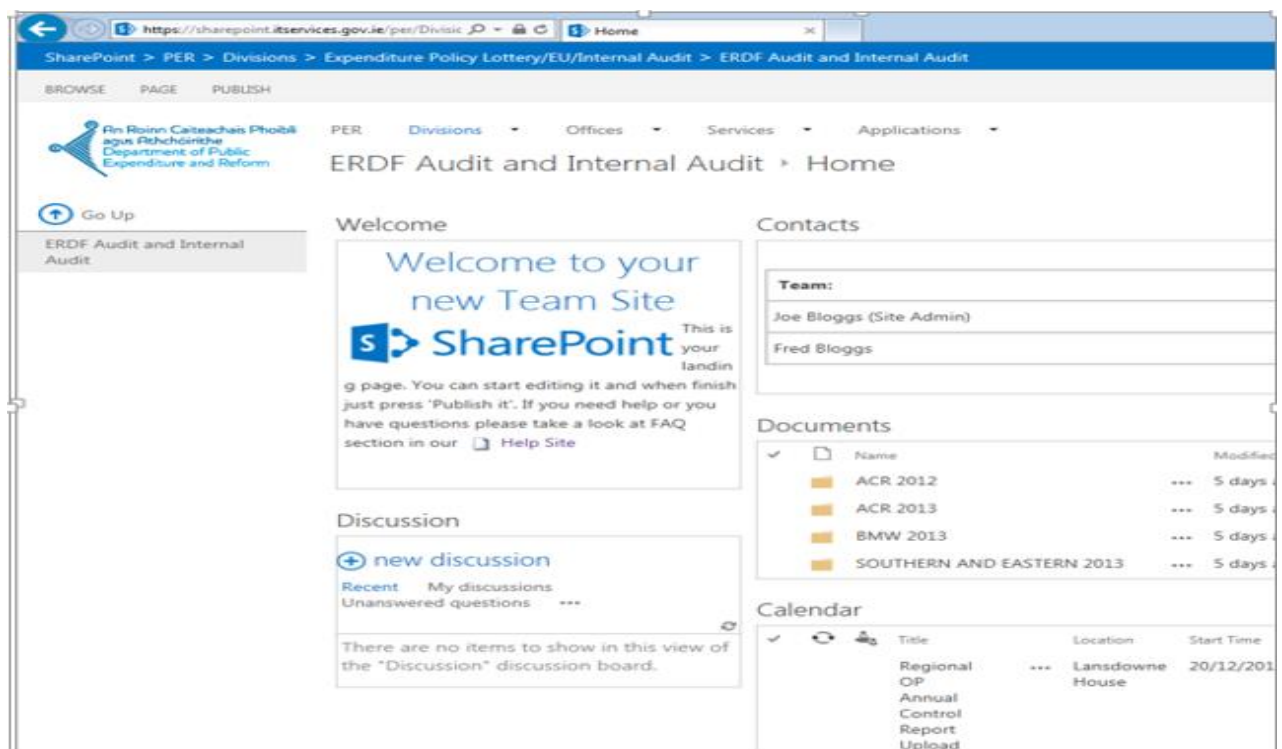 https://sharepoint.itservices.gov.ie/per/Divisic
Home
SharePoint > PER > Divisions > Expenditure Policy Lottery/EU/Internal Audit > ERDF Audit and Internal Audit
BROWSE PAGE PUBLISH
An Roinn Caiteachais Phoiblí
agus Athchóirithe
Department of Public
Expenditure and Reform
PER Divisions Offices Services Applications
ERDF Audit and Internal Audit Home
Go Up
ERDF Audit and Internal
Audit
Welcome
Welcome to your
new Team Site
SharePoint This is
your
landin
g page. You can start editing it and when finish
just press 'Publish it'. If you need help or you
have questions please take a look at FAQ
section in our Help Site
Discussion
new discussion
Recent My discussions
Unanswered questions ...
There are no items to show in this view of
the "Discussion" discussion board.
Contacts
Team:
Joe Bloggs (Site Admin)
Fred Bloggs
Documents
Name Modified
ACR 2012 ... 5 days
ACR 2013 ... 5 days
BMW 2013 ... 5 days
SOUTHERN AND EASTERN 2013 ... 5 days
Calendar
Title Location Start Time
Regional ... Lansdowne 20/12/201
OP House
Annual
Control
Report
Upload